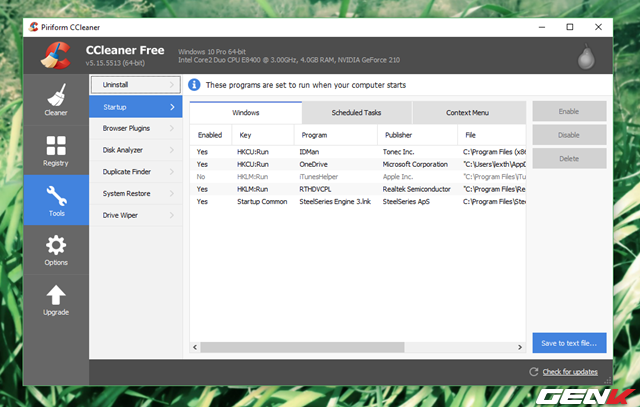 Piriform CCleaner
CCleaner Free
v5.15.5513 (64-bit)
Windows 10 Pro 64-bit
Intel Core2 Duo CPU E8400 @ 3.00GHz, 4.0GB RAM, NVIDIA GeForce 210
Cleaner
Registry
Tools
Options
Upgrade
Uninstall
Startup
Browser Plugins
Disk Analyzer
Duplicate Finder
System Restore
Drive Wiper
These programs are set to run when your computer starts
Windows Scheduled Tasks Context Menu
Enabled Key Program Publisher File
Yes HKCU:Run IDMan Tonec Inc. C:\Program Files (x86
Yes HKCU:Run OneDrive Microsoft Corporation "C:\Users\lexth\AppD
No HKLM:Run iTunesHelper Apple Inc. "C:\Program Files\iTu
Yes HKLM:Run RTHDVCPL Realtek Semiconductor "C:\Program Files\Re
Yes Startup Common SteelSeries Engine 3.lnk SteelSeries ApS C:\Program Files\Stee
Enable
Disable
Delete
Save to text file...
Check for updates
GENK